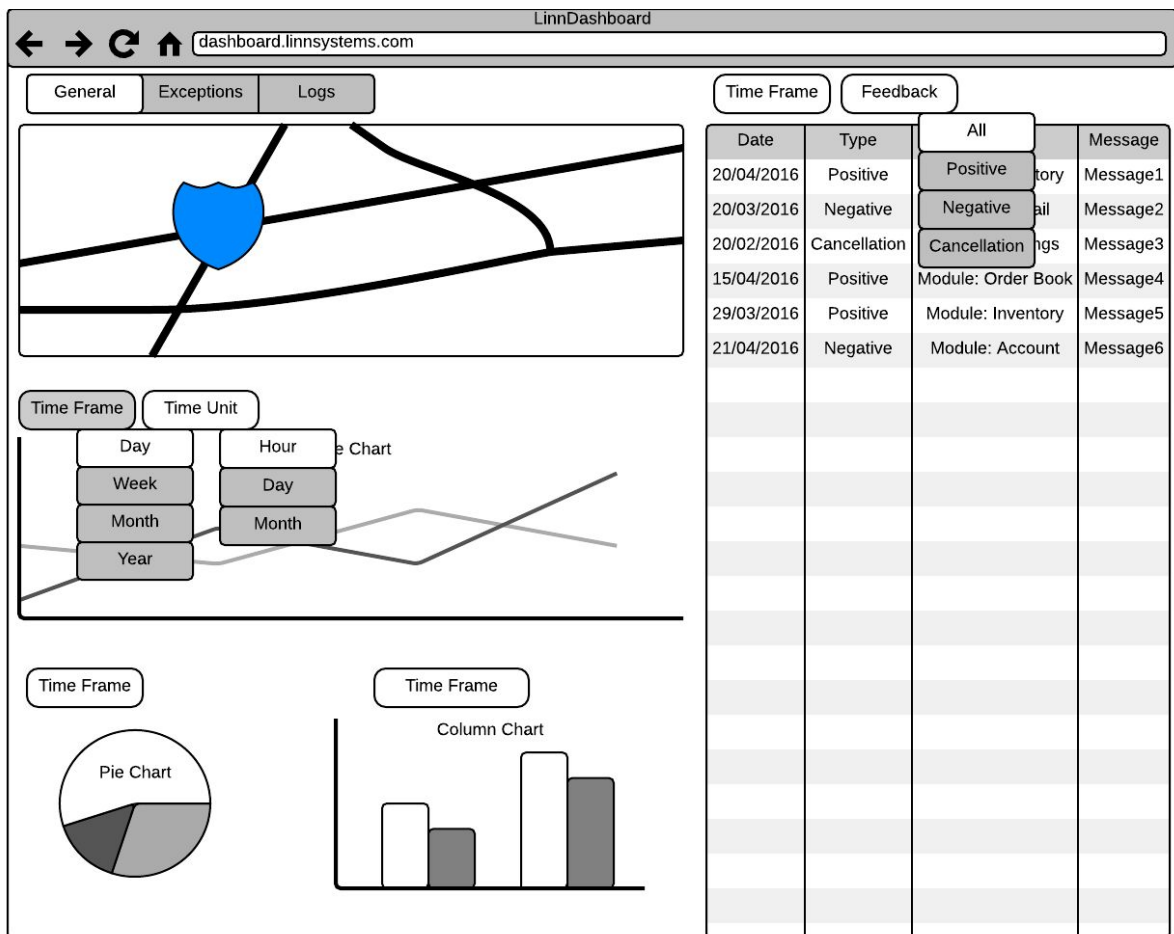 LinnDashboard
dashboard.linnsystems.com
General Exceptions Logs
Time Frame Feedback
All
Positive
Negative
Cancellation
Date Type Message
20/04/2016 Positive tory Message1
20/03/2016 Negative ail Message2
20/02/2016 Cancellation ngs Message3
15/04/2016 Positive Module: Order Book Message4
29/03/2016 Positive Module: Inventory Message5
21/04/2016 Negative Module: Account Message6
Time Frame Time Unit
Day
Week
Month
Year
Hour
Day
Month
e Chart
Time Frame
Pie Chart
Time Frame
Column Chart